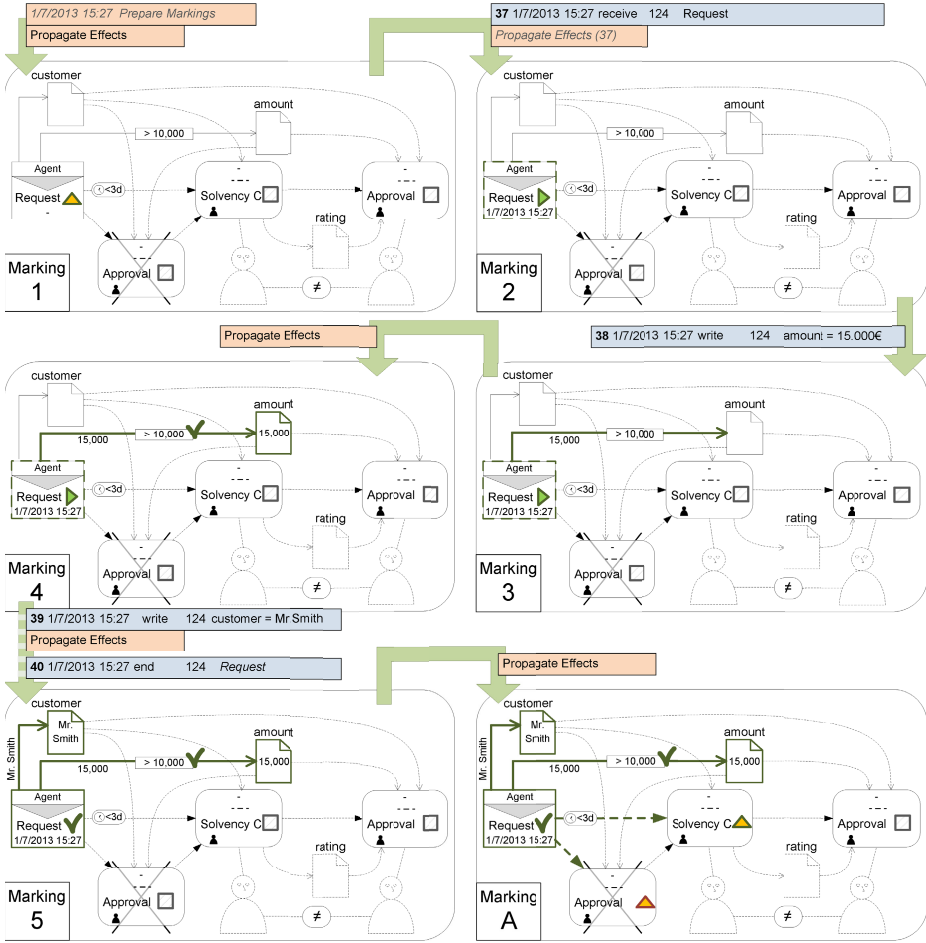 1/7/2013 15:27 Prepare Markings
Propagate Effects
37 1/7/2013 15:27 receive 124 Request
Propagate Effects (37)
customer
amount
> 10,000
Agent
Request
-
<3d
-
---
Solvency C
-
---
Approval
rating
-
---
Approval
≠
Marking
1
customer
amount
> 10,000
Agent
Request
1/7/2013 15:27
<3d
-
---
Solvency C
-
---
Approval
rating
-
---
Approval
≠
Marking
2
Propagate Effects
38 1/7/2013 15:27 write 124 amount = 15.000€
customer
amount
15,000
> 10,000
15,000
Agent
Request
1/7/2013 15:27
<3d
-
---
Solvency C
-
---
Approval
rating
-
---
Approval
≠
Marking
4
customer
amount
15,000
> 10,000
Agent
Request
1/7/2013 15:27
<3d
-
---
Solvency C
-
---
Approval
rating
-
---
Approval
≠
Marking
3
39 1/7/2013 15:27 write 124 customer = Mr Smith
Propagate Effects
40 1/7/2013 15:27 end 124 Request
Propagate Effects
customer
Mr.
Smith
Mr. Smith
amount
15,000
> 10,000
15,000
Agent
Request
1/7/2013 15:27
<3d
-
---
Solvency C
-
---
Approval
rating
-
---
Approval
≠
Marking
5
customer
Mr.
Smith
Mr. Smith
amount
15,000
> 10,000
15,000
Agent
Request
1/7/2013 15:27
<3d
-
---
Solvency C
-
---
Approval
rating
-
---
Approval
≠
Marking
A